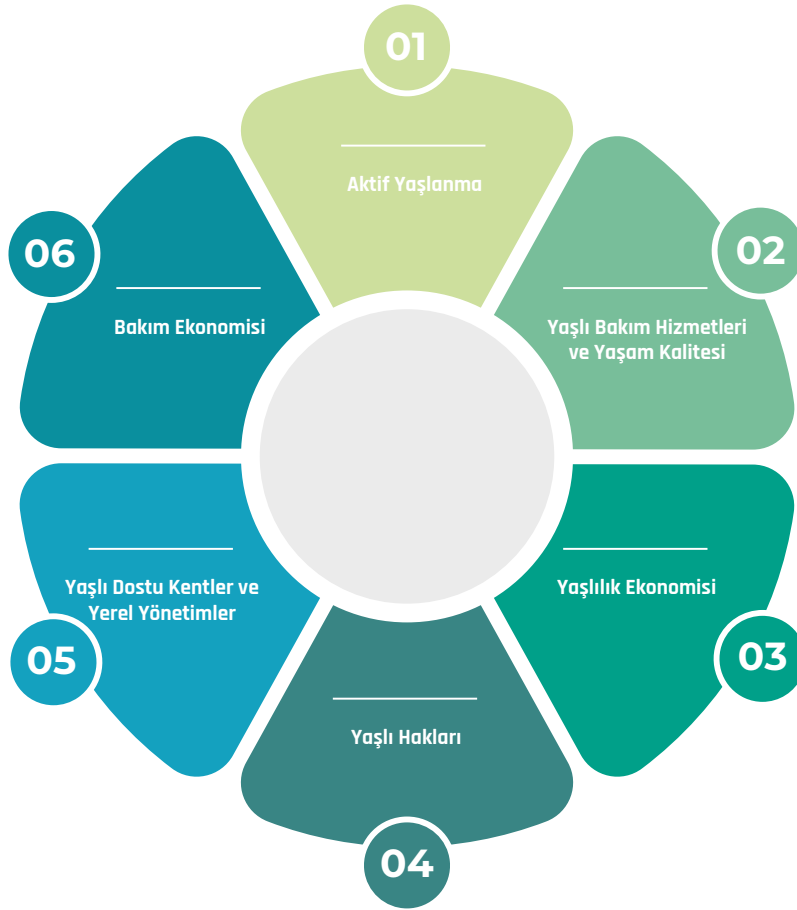 01
Aktif Yaşlanma
02
Yaşlı Bakım Hizmetleri
ve Yaşam Kalitesi
03
Yaşlılık Ekonomisi
04
Yaşlı Hakları
05
Yaşlı Dostu Kentler ve
Yerel Yönetimler
06
Bakım Ekonomisi